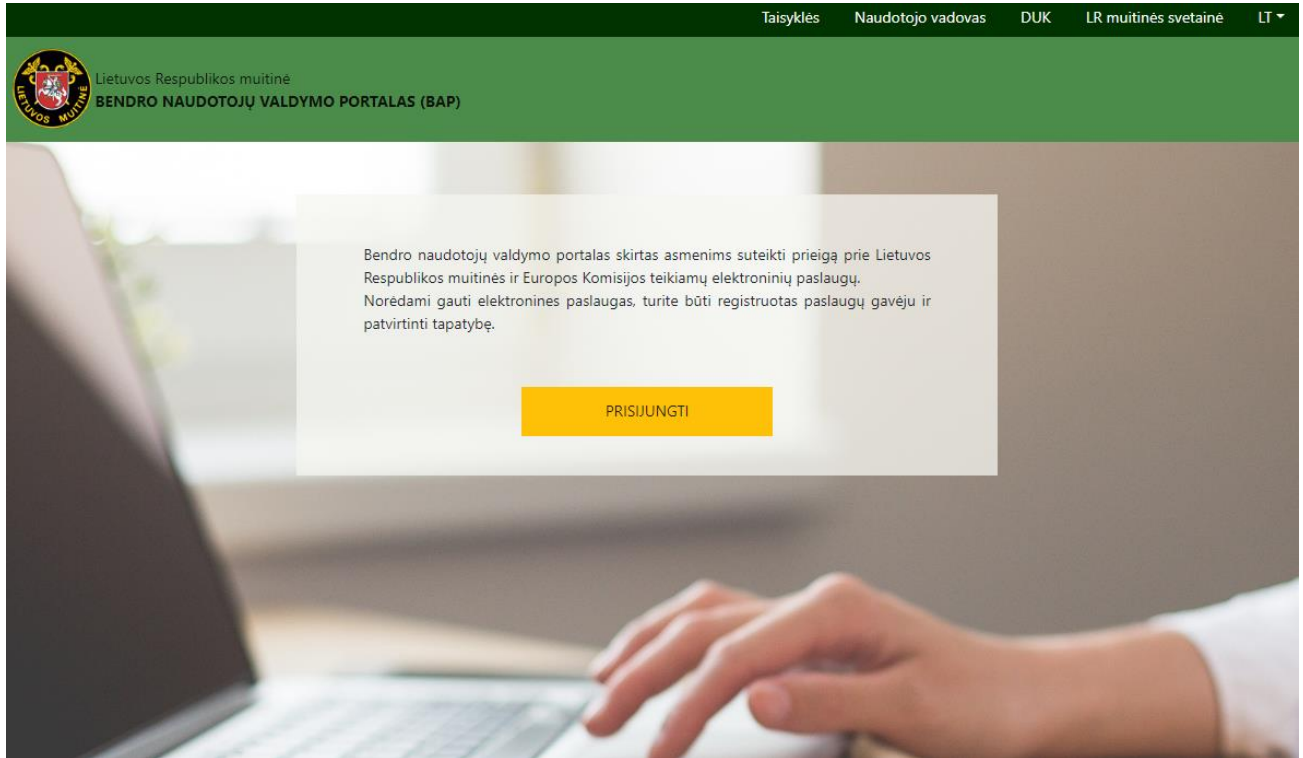 Taisyklės Naudotojo vadovas DUK LR muitinės svetainė LT
Lietuvos Respublikos muitinė
BENDRO NAUDOTOJŲ VALDYMO PORTALAS (BAP)
LIETUVOS MUITINĖ
Bendro naudotojų valdymo portalas skirtas asmenims suteikti prieigą prie Lietuvos
Respublikos muitinės ir Europos Komisijos teikiamų elektroninių paslaugų.
Norėdami gauti elektronines paslaugas, turite būti registruotas paslaugų gavėju ir
patvirtinti tapatybę.
PRISIJUNGTI